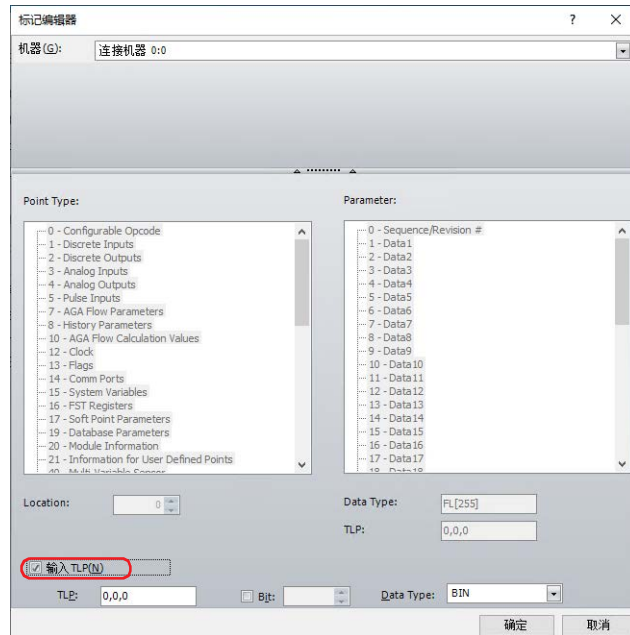 标记编辑器 ? ×
机器(G): 连接机器 0:0
Point Type:
0 - Configurable Opcode
1 - Discrete Inputs
2 - Discrete Outputs
3 - Analog Inputs
4 - Analog Outputs
5 - Pulse Inputs
7 - AGA Flow Parameters
8 - History Parameters
10 - AGA Flow Calculation Values
12 - Clock
13 - Flags
14 - Comm Ports
15 - System Variables
16 - FST Registers
17 - Soft Point Parameters
19 - Database Parameters
20 - Module Information
21 - Information for User Defined Points
40 - Multi Variable Sensor
Parameter:
0 - Sequence/Revision #
1 - Data1
2 - Data2
3 - Data3
4 - Data4
5 - Data5
6 - Data6
7 - Data7
8 - Data8
9 - Data9
10 - Data10
11 - Data11
12 - Data12
13 - Data13
14 - Data14
15 - Data15
16 - Data16
17 - Data17
18 - Data18
Location: 0
Data Type: FL[255]
TLP: 0,0,0
输入 TLP(N)
TLP: 0,0,0 Bit: Data Type: BIN
确定 取消